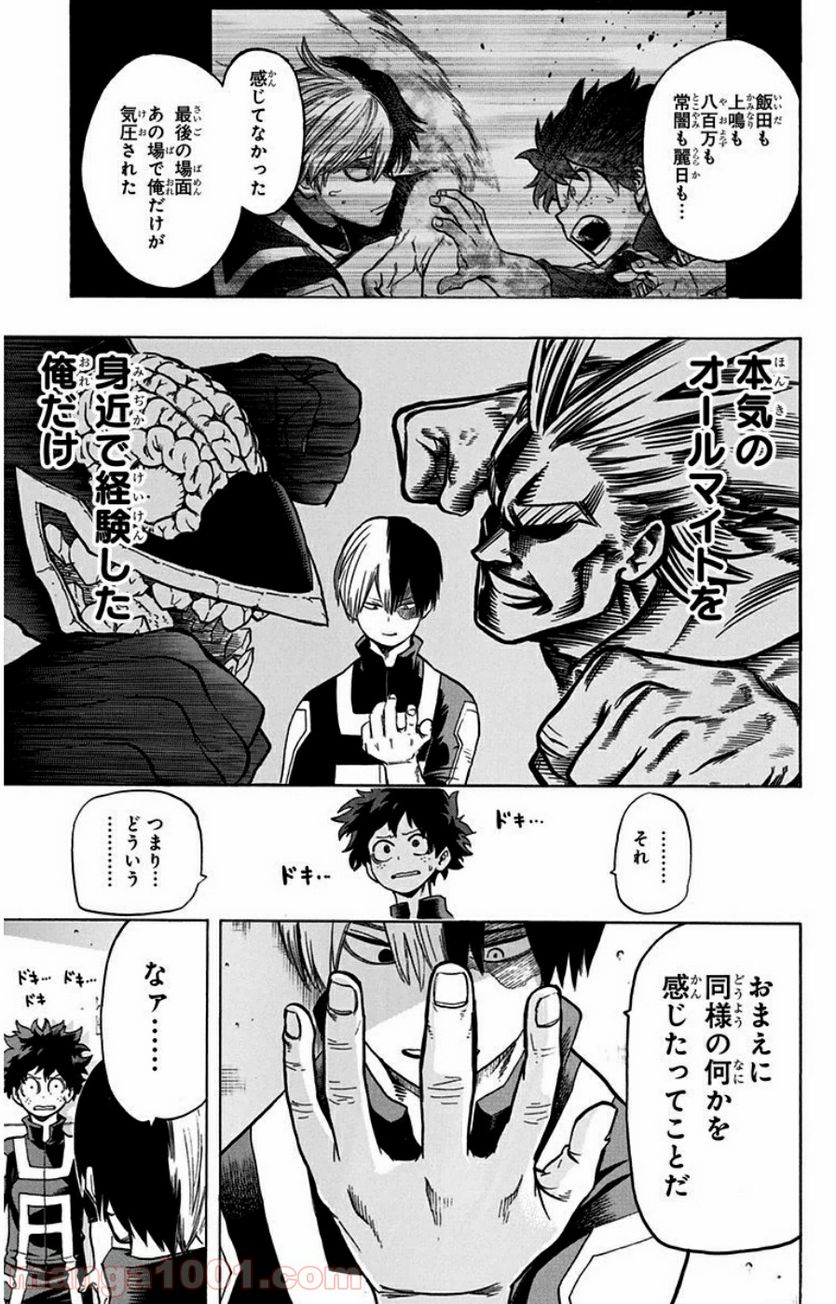 飯田も
上鳴も
八百万も
常闇も麗日も…
感じてなかった
最後の場面
あの場で俺だけが
気圧された
本気の
オールマイトを
身近で経験した
俺だけ
………
それ
ドキ…
ドキ…
つまり…
どういう
………
おまえに
同様の何かを
感じたってことだ
なァ……
ドキ…
ドキ…
ドキ
manga1001.com